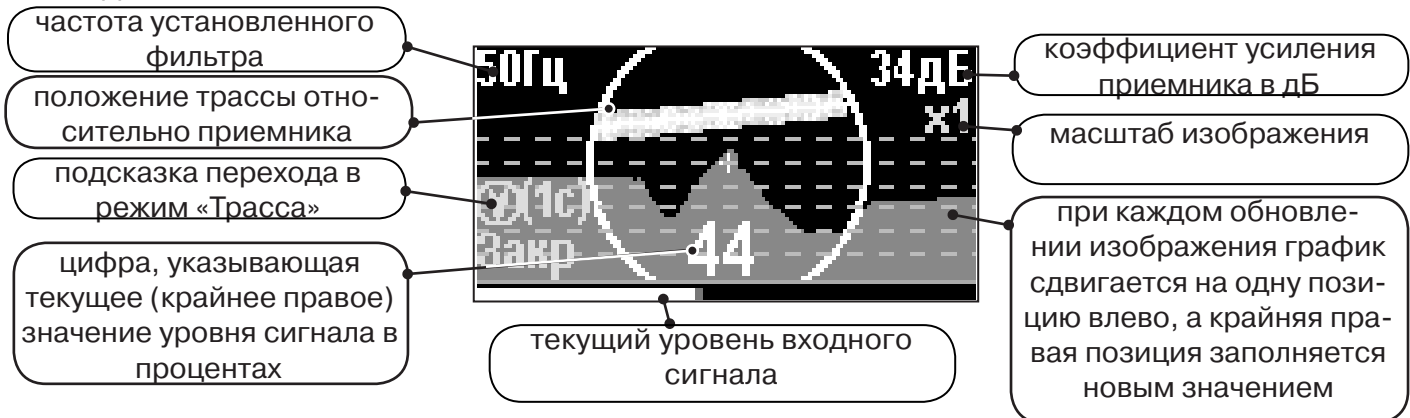 частота установленного
фильтра
положение трассы отно-
сительно приемника
подсказка перехода в
режим «Трасса»
цифра, указывающая
текущее (крайнее правое)
значение уровня сигнала в
процентах
50Гц
34дБ
x1
(1с)
Закр
44
текущий уровень входного
сигнала
коэффициент усиления
приемника в дБ
масштаб изображения
при каждом обновле-
нии изображения график
сдвигается на одну пози-
цию влево, а крайняя пра-
вая позиция заполняется
новым значением